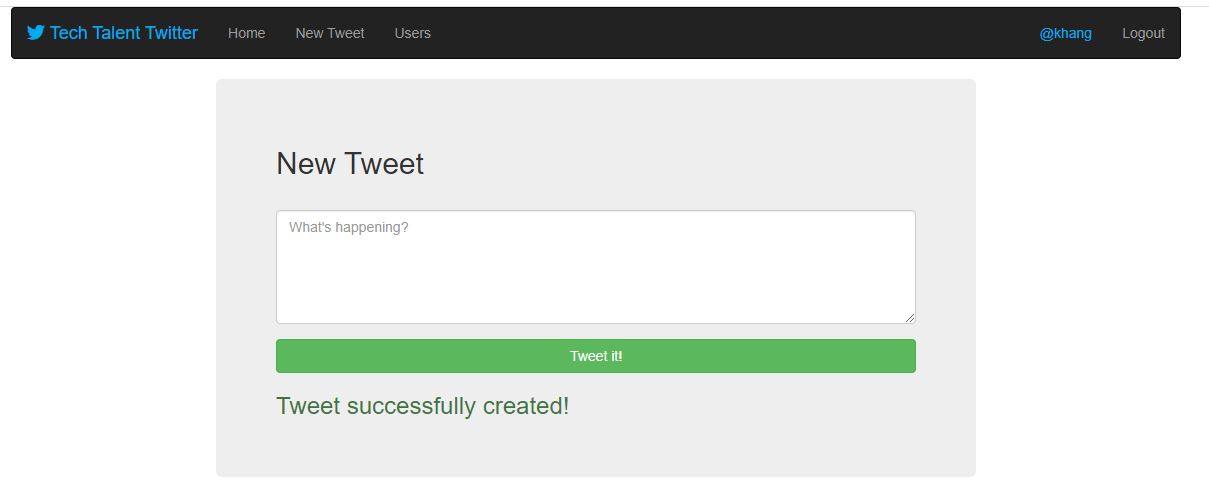 Tech Talent Twitter Home New Tweet Users @khang Logout
New Tweet
What's happening?
Tweet it!
Tweet successfully created!